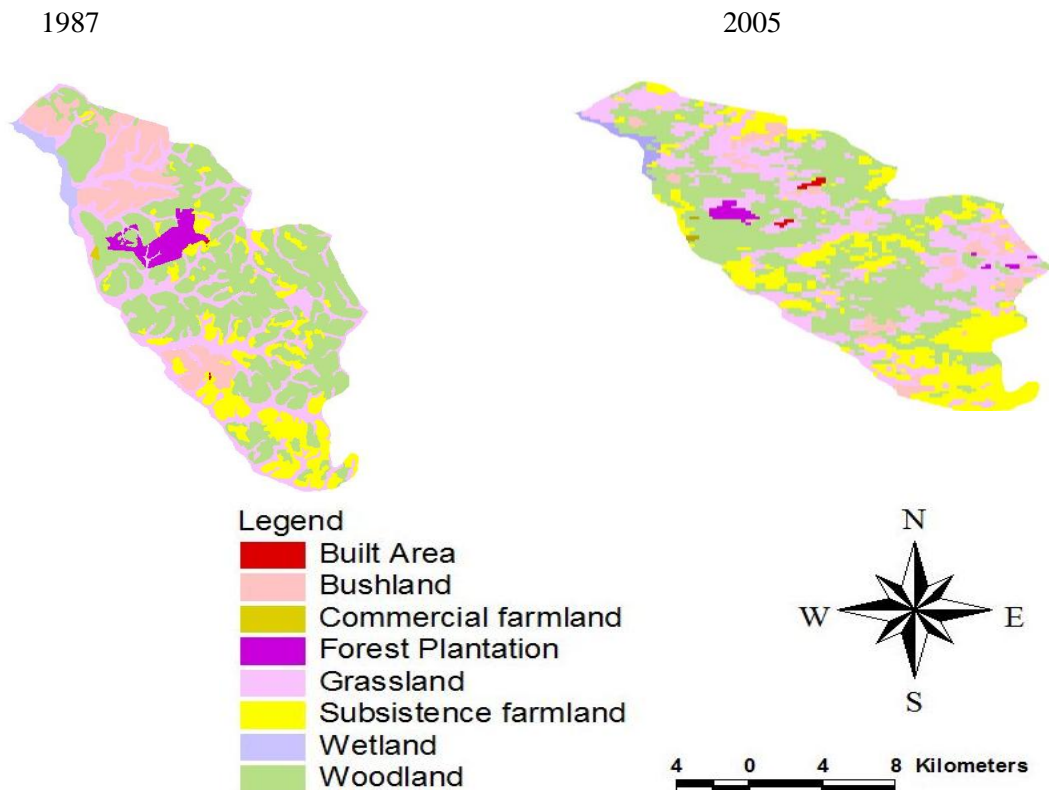 1987 2005
Legend
Built Area
Bushland
Commercial farmland
Forest Plantation
Grassland
Subsistence farmland
Wetland
Woodland
N
W E
S
4 0 4 8 Kilometers